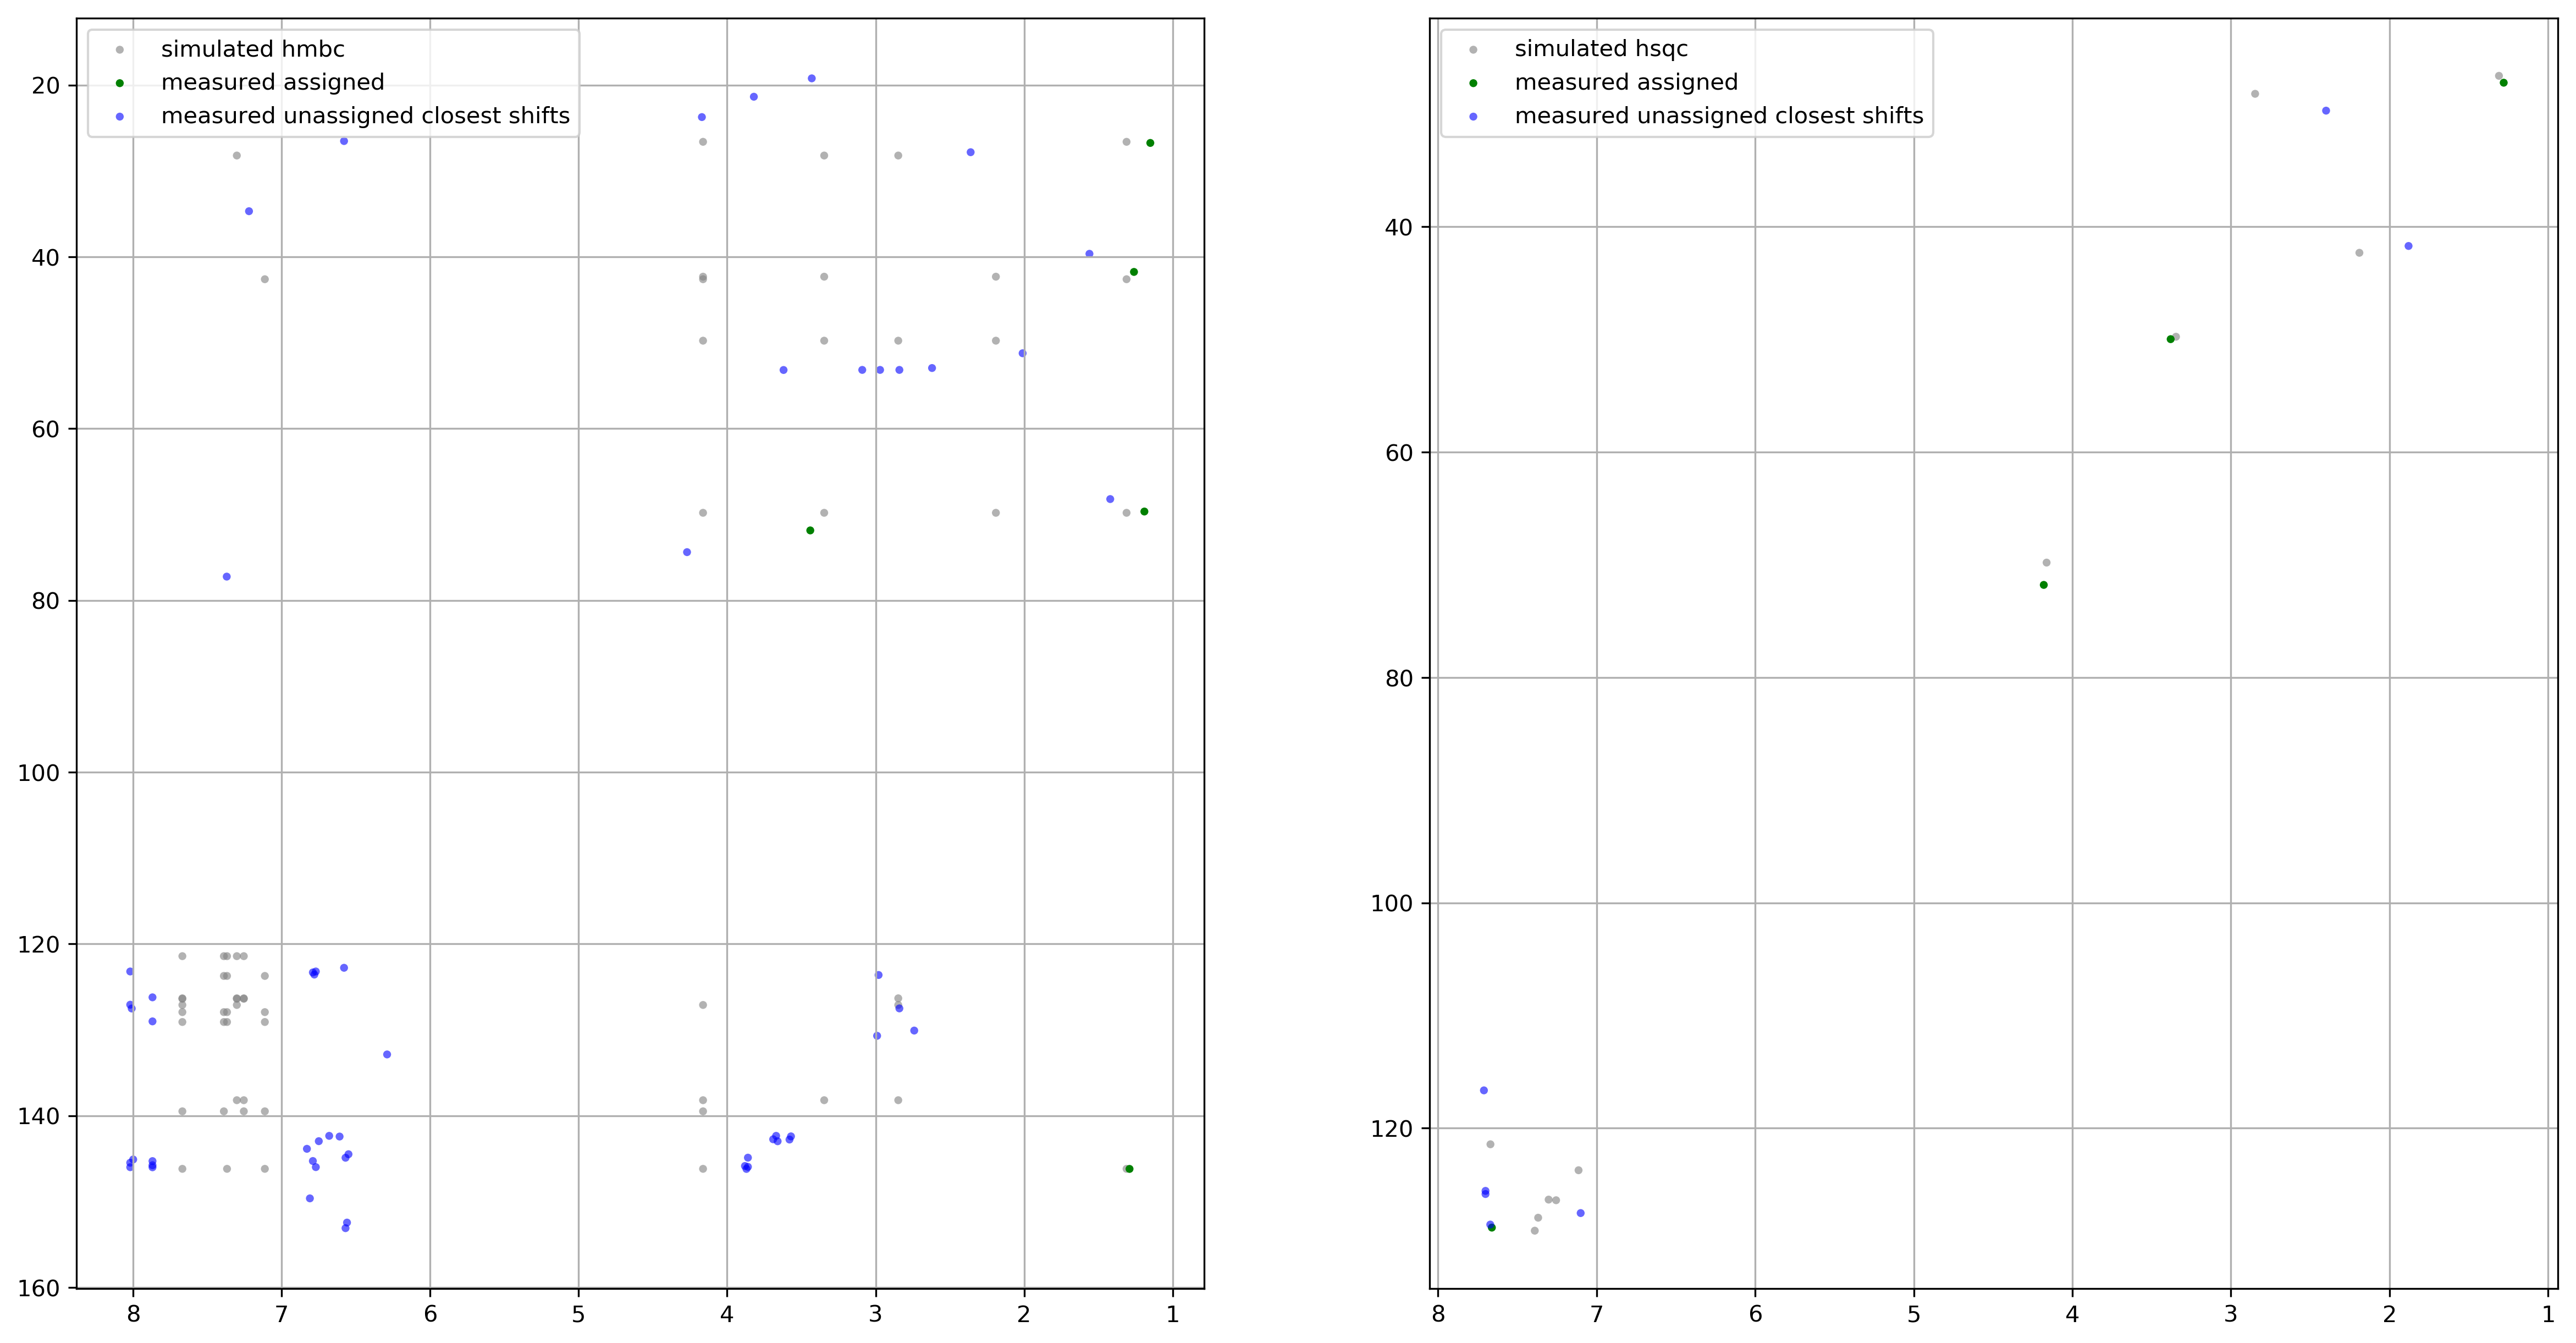 simulated hmbc
measured assigned
measured unassigned closest shifts
20
40
60
80
100
120
140
160
8 7 6 5 4 3 2 1
simulated hsqc
measured assigned
measured unassigned closest shifts
40
60
80
100
120
8 7 6 5 4 3 2 1